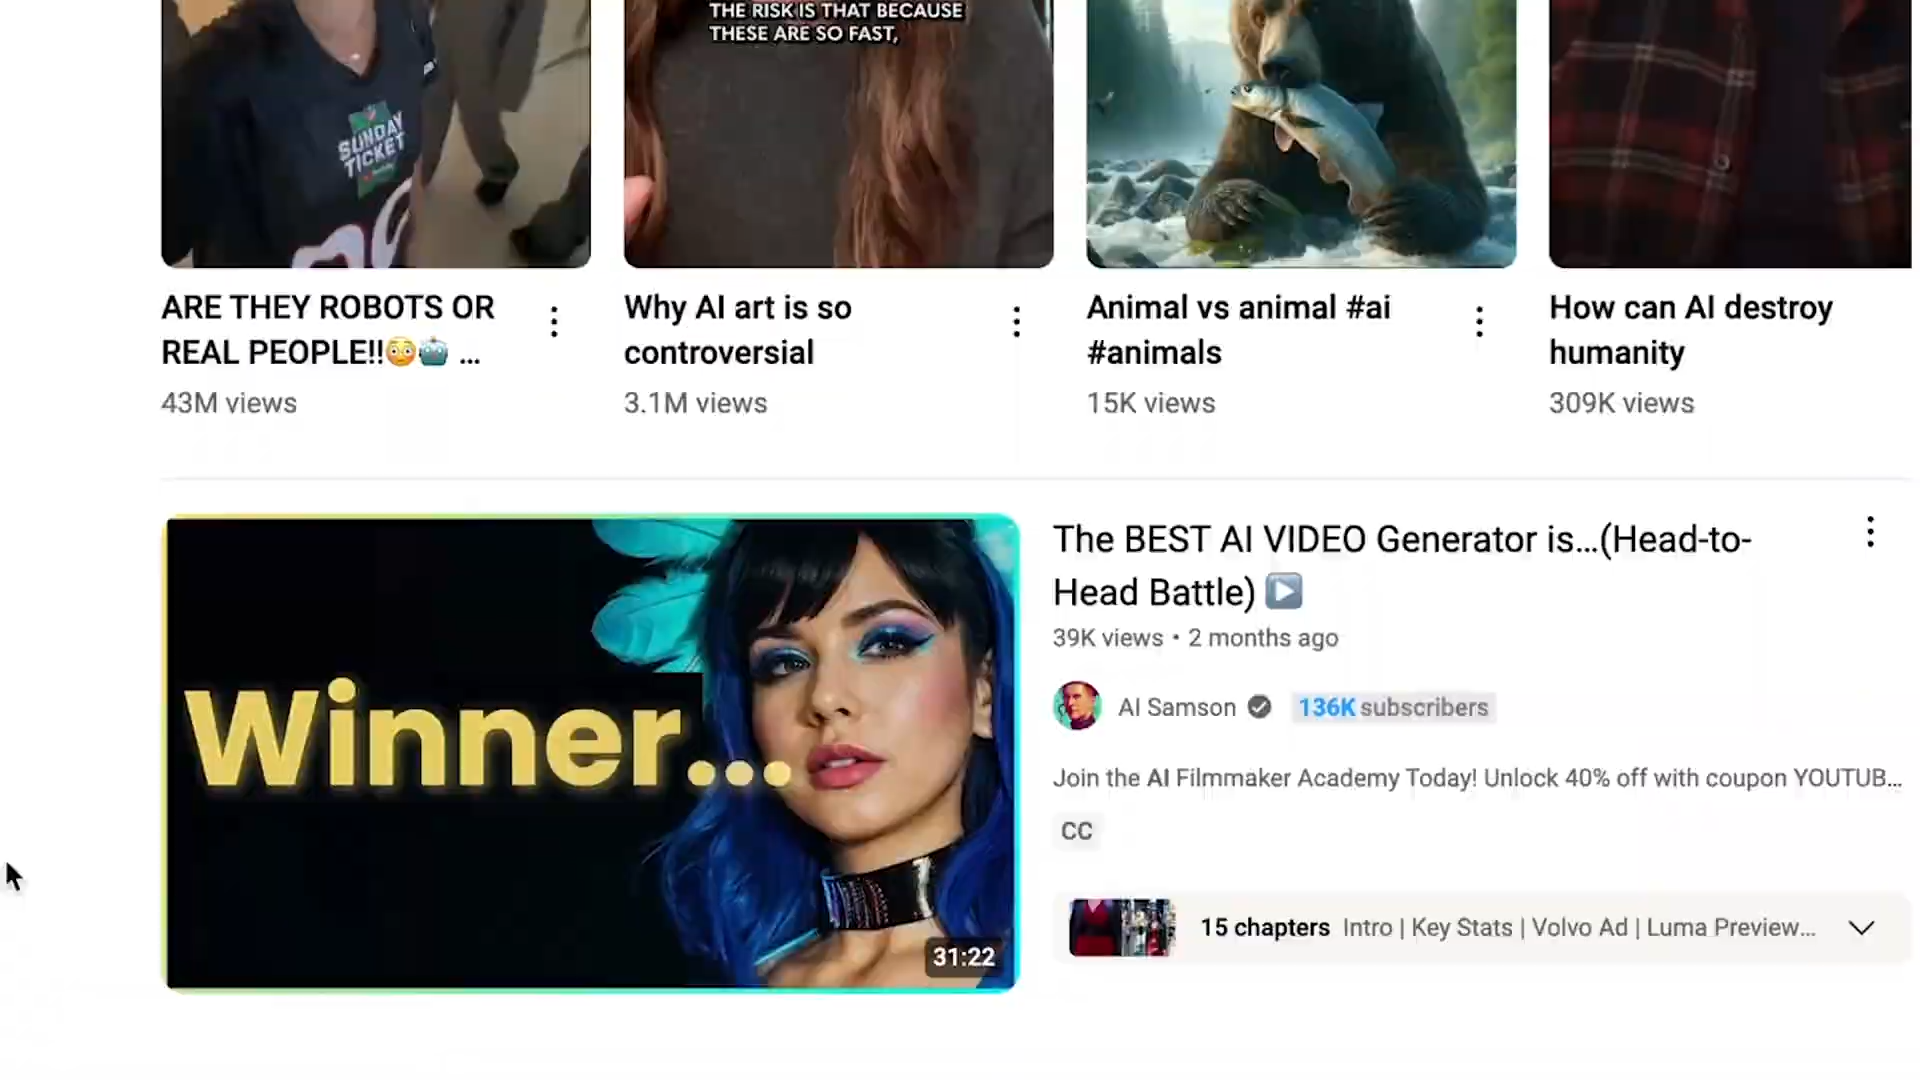 THE RISK IS THAT BECAUSE
THESE ARE SO FAST,
SUNDAY
TICKET
ARE THEY ROBOTS OR
REAL PEOPLE!!😳🤖 ...
43M views
Why AI art is so
controversial
3.1M views
Animal vs animal #ai
#animals
15K views
How can AI destroy
humanity
309K views
Winner...
31:22
The BEST AI VIDEO Generator is...(Head-to-
Head Battle) ▶️
39K views • 2 months ago
AI Samson 136K subscribers
Join the AI Filmmaker Academy Today! Unlock 40% off with coupon YOUTUB...
CC
15 chapters Intro | Key Stats | Volvo Ad | Luma Preview...